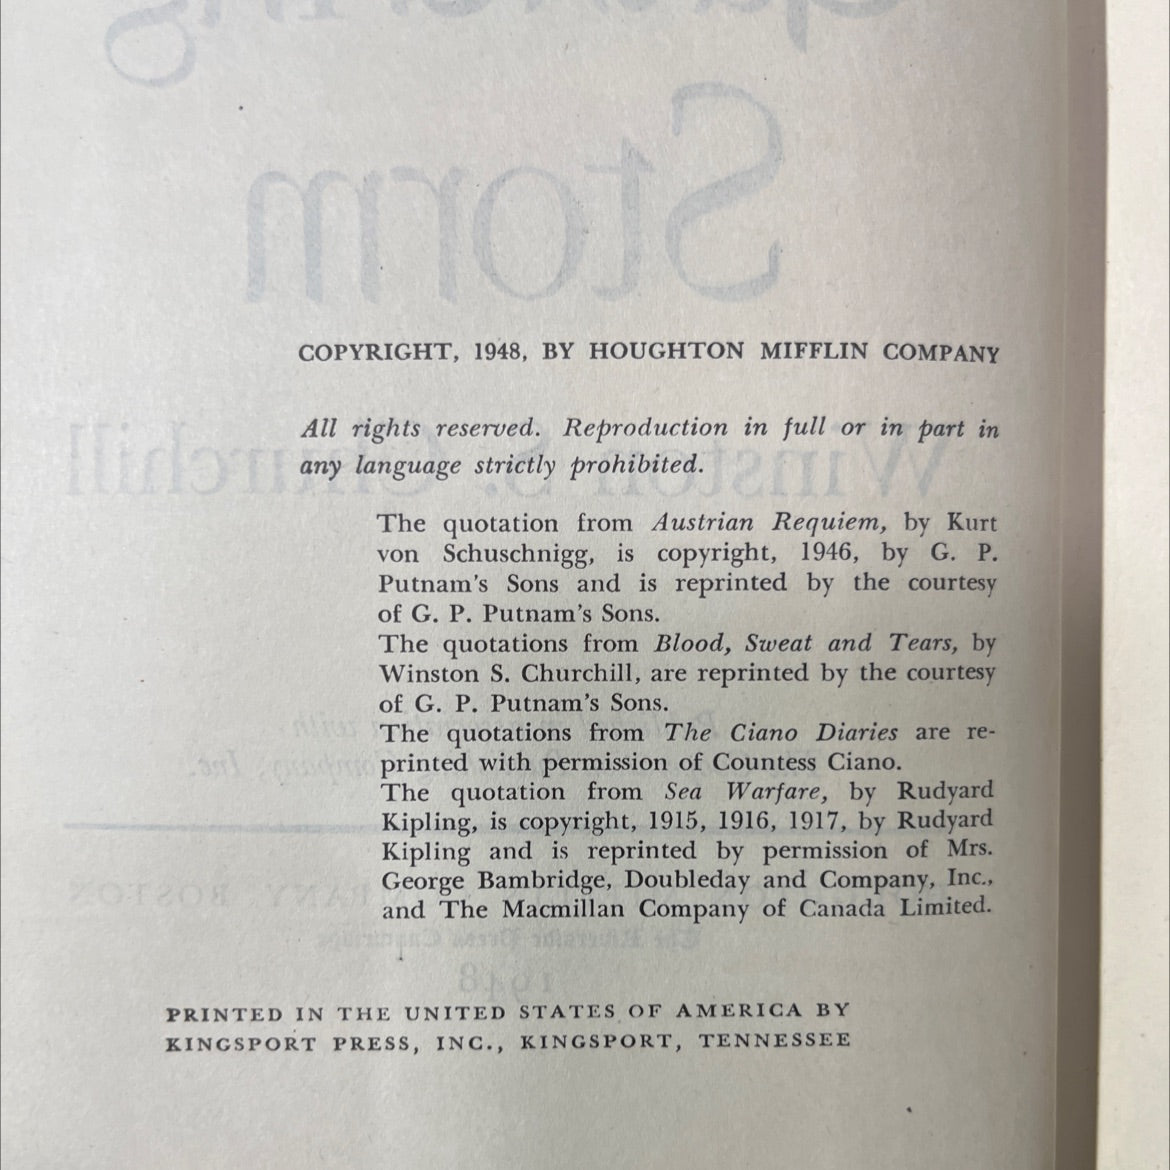 Storm
COPYRIGHT, 1948, BY HOUGHTON MIFFLIN COMPANY
All rights reserved. Reproduction in full or in part in
any language strictly prohibited.
Winston S. Churchill
The quotation from Austrian Requiem, by Kurt
von Schuschnigg, is copyright, 1946, by G. P.
Putnam's Sons and is reprinted by the courtesy
of G. P. Putnam's Sons.
The quotations from Blood, Sweat and Tears, by
Winston S. Churchill, are reprinted by the courtesy
of G. P. Putnam's Sons.
The quotations from The Ciano Diaries are re-
printed with permission of Countess Ciano.
The quotation from Sea Warfare, by Rudyard
Kipling, is copyright, 1915, 1916, 1917, by Rudyard
Kipling and is reprinted by permission of Mrs.
George Bambridge, Doubleday and Company, Inc.,
and The Macmillan Company of Canada Limited.
1948
PRINTED IN THE UNITED STATES OF AMERICA BY
KINGSPORT PRESS, INC., KINGSPORT, TENNESSEE